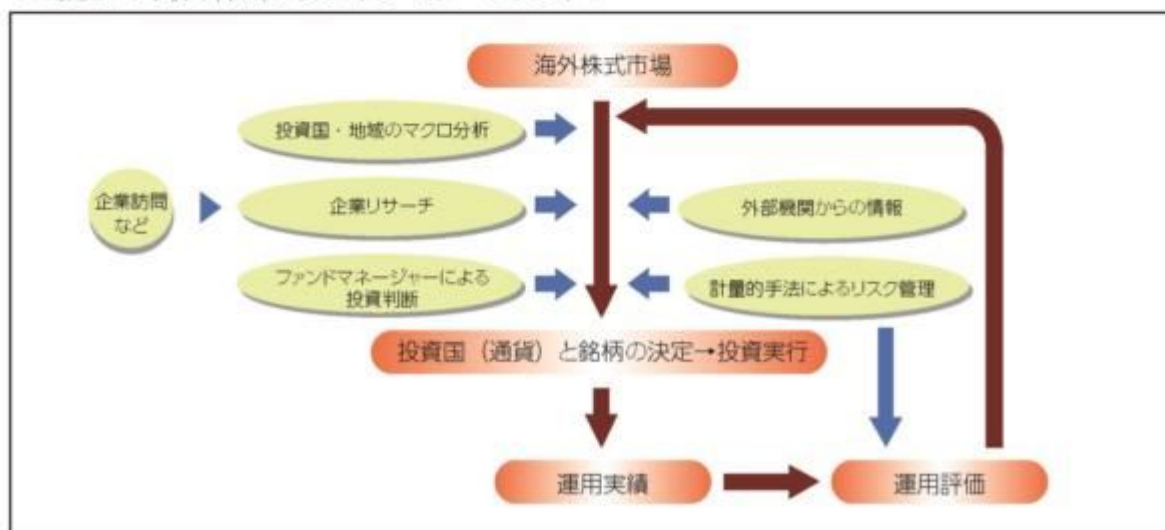 海外株式市場
投資国・地域のマクロ分析
企業訪問
など
企業リサーチ
外部機関からの情報
ファンドマネージャーによる
投資判断
計量的手法によるリスク管理
投資国（通貨）と銘柄の決定→投資実行
運用実績
運用評価